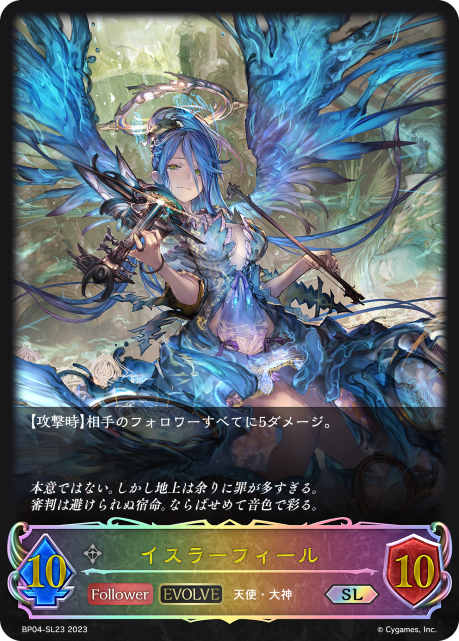 【攻撃時】相手のフォロワーすべてに5ダメージ。
本意ではない。しかし地上は余りに罪が多すぎる。
審判は避けられぬ宿命。ならばせめて音色で彩る。
10
イスラーフィール
10
Follower EVOLVE 天使・大神 SL
BP04-SL23 2023 © Cygames, Inc.